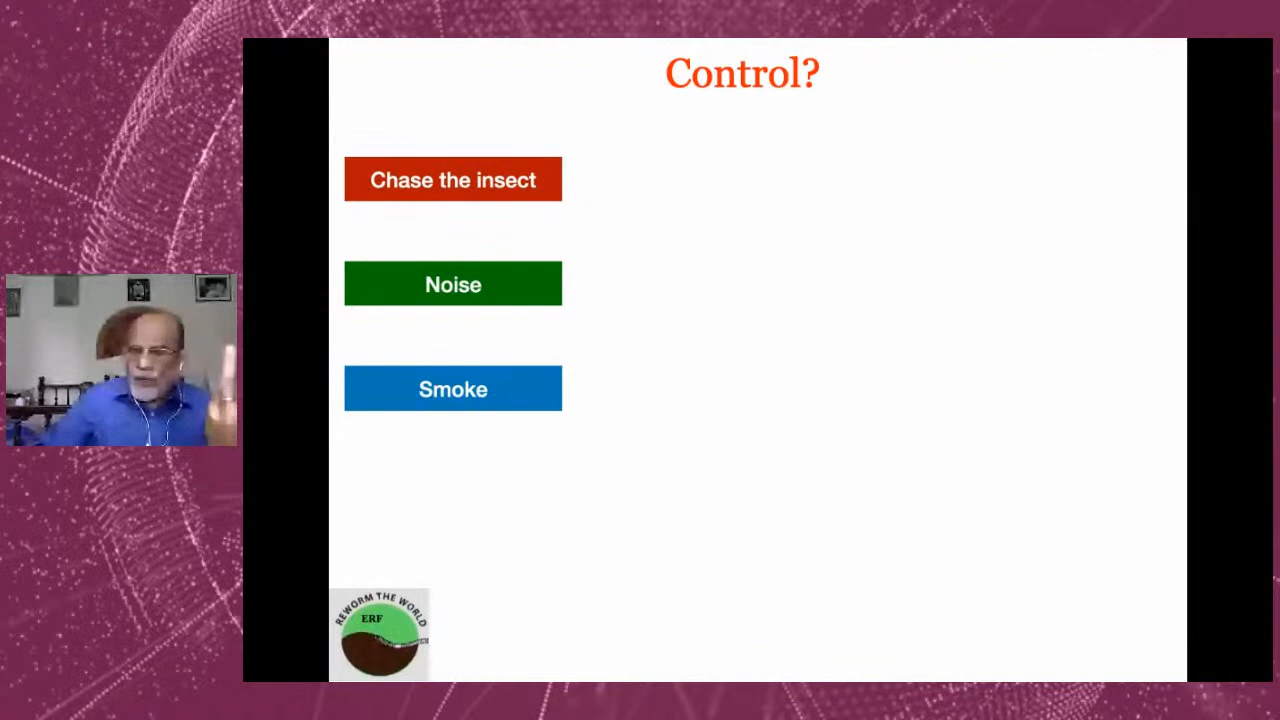 Control?
Chase the insect
Noise
Smoke
REWORM THE WORLD
ERF